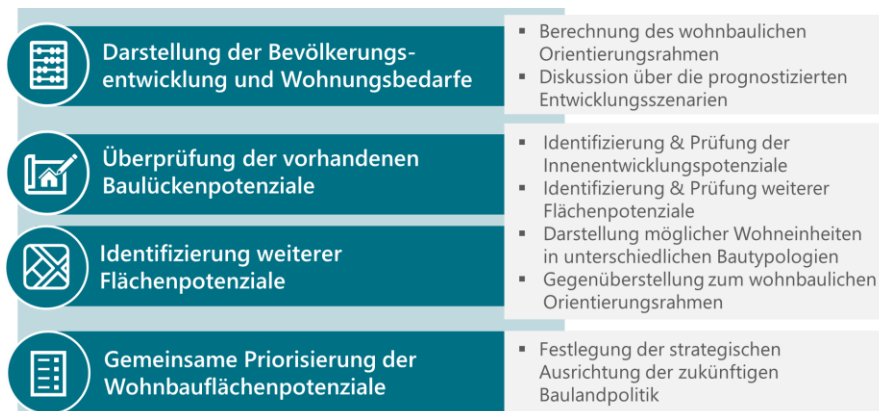 Darstellung der Bevölkerungs-
entwicklung und Wohnungsbedarfe
▪ Berechnung des wohnbaulichen
Orientierungsrahmen
▪ Diskussion über die prognostizierten
Entwicklungsszenarien
Überprüfung der vorhandenen
Baulückenpotenziale
Identifizierung weiterer
Flächenpotenziale
▪ Identifizierung & Prüfung der
Innenentwicklungspotenziale
▪ Identifizierung & Prüfung weiterer
Flächenpotenziale
▪ Darstellung möglicher Wohneinheiten
in unterschiedlichen Bautypologien
▪ Gegenüberstellung zum wohnbaulichen
Orientierungsrahmen
Gemeinsame Priorisierung der
Wohnbauflächenpotenziale
▪ Festlegung der strategischen
Ausrichtung der zukünftigen
Baulandpolitik